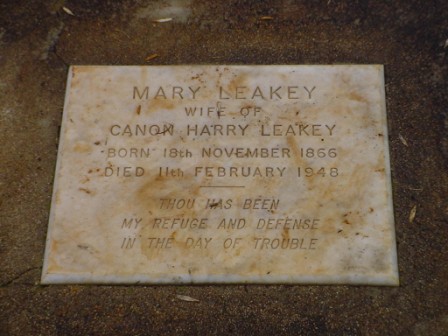 MARY LEAKEY
WIFE OF
CANON HARRY LEAKEY
BORN 18th NOVEMBER 1866
DIED 11th FEBRUARY 1948
THOU HAS BEEN
MY REFUGE AND DEFENSE
IN THE DAY OF TROUBLE